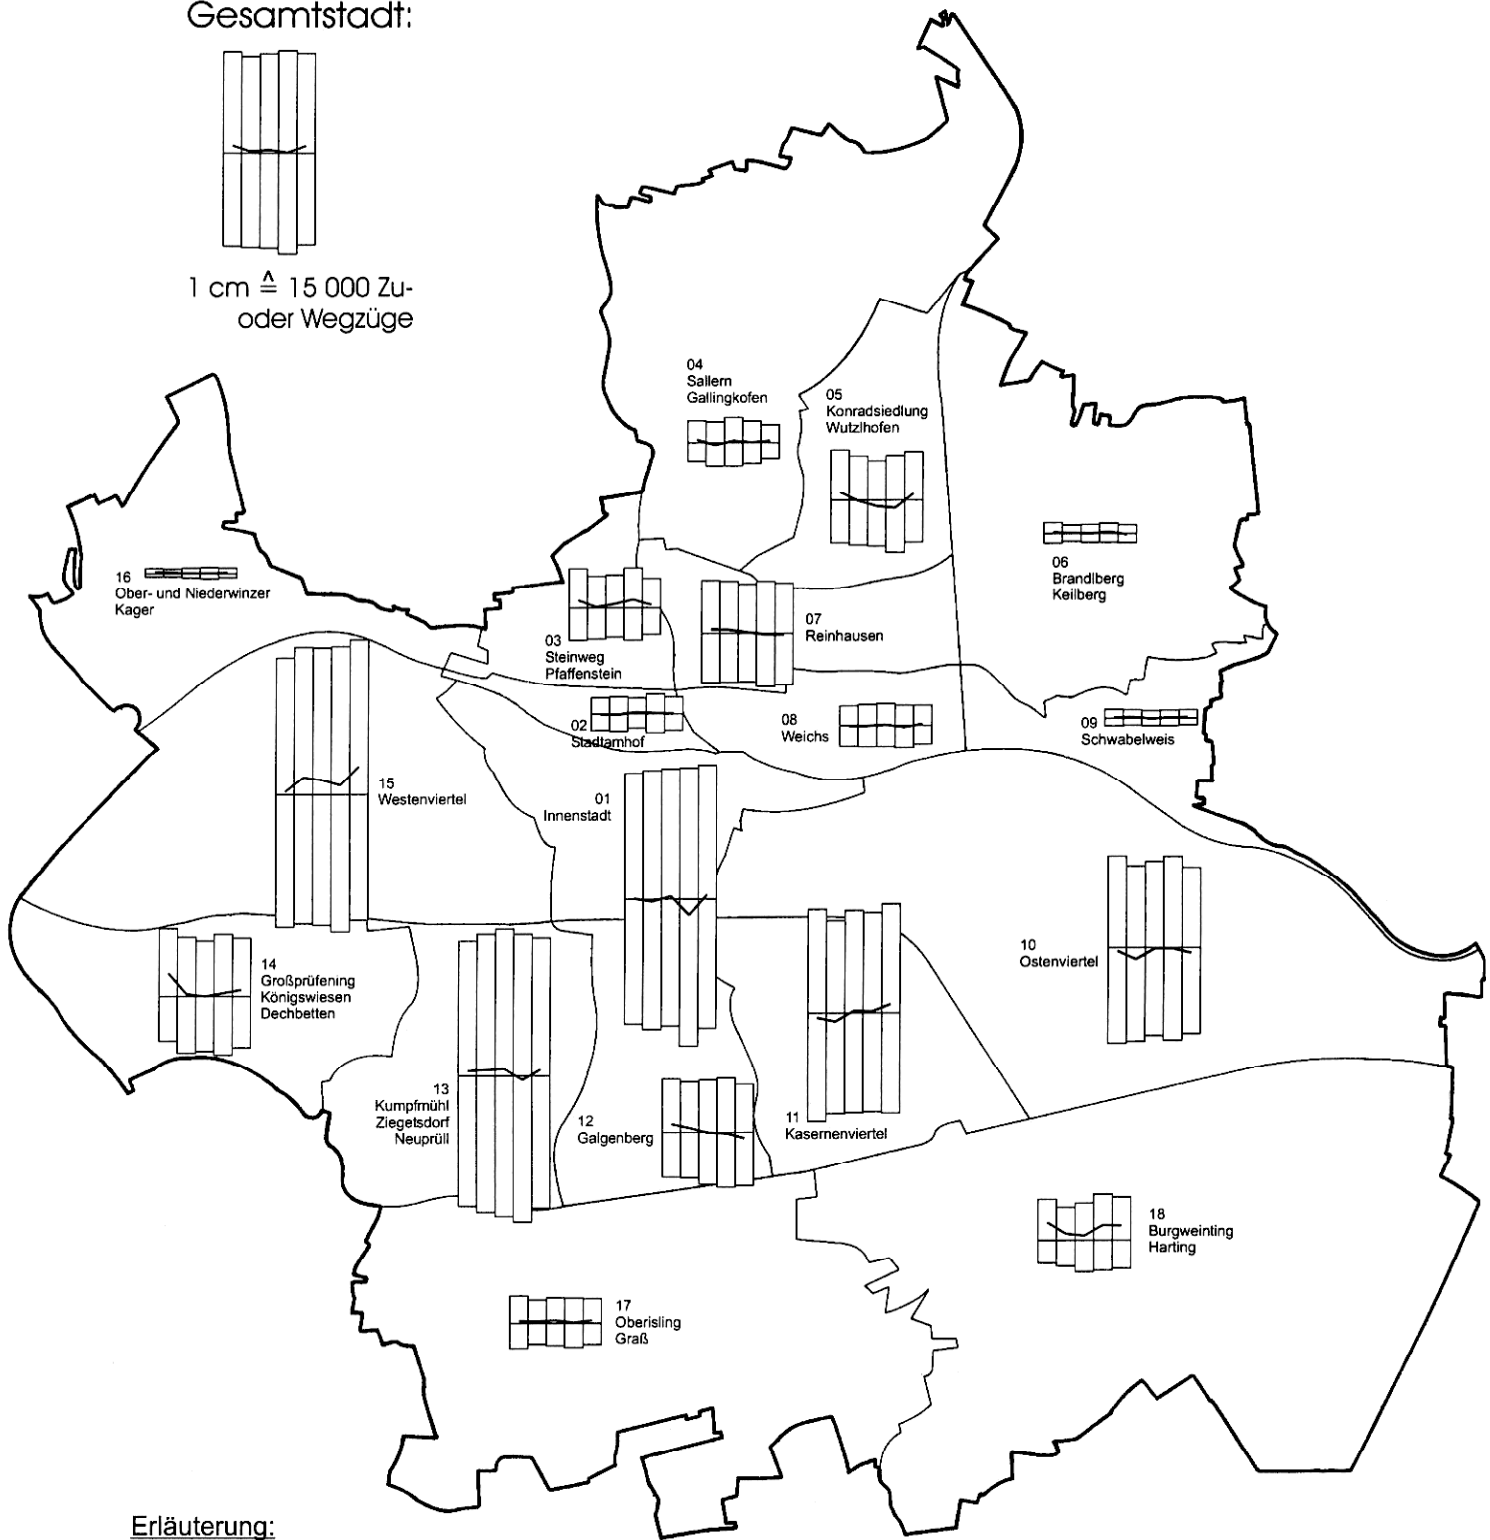 Gesamtstadt:
1 cm ≙ 15 000 Zu-
oder Wegzüge
04
Sallern
Gallingkofen
05
Konradsiedlung
Wutzlhofen
06
Brandlberg
Keilberg
16
Ober- und Niederwinzer
Kager
03
Steinweg
Pfaffenstein
07
Reinhausen
02
Stadtamhof
08
Weichs
09
Schwabelweis
15
Westenviertel
01
Innenstadt
10
Ostenviertel
14
Großprüfening
Königswiesen
Dechbetten
13
Kumpfmühl
Ziegetsdorf
Neuprüll
12
Galgenberg
11
Kasernenviertel
18
Burgweinting
Harting
17
Oberisling
Graß
Erläuterung: